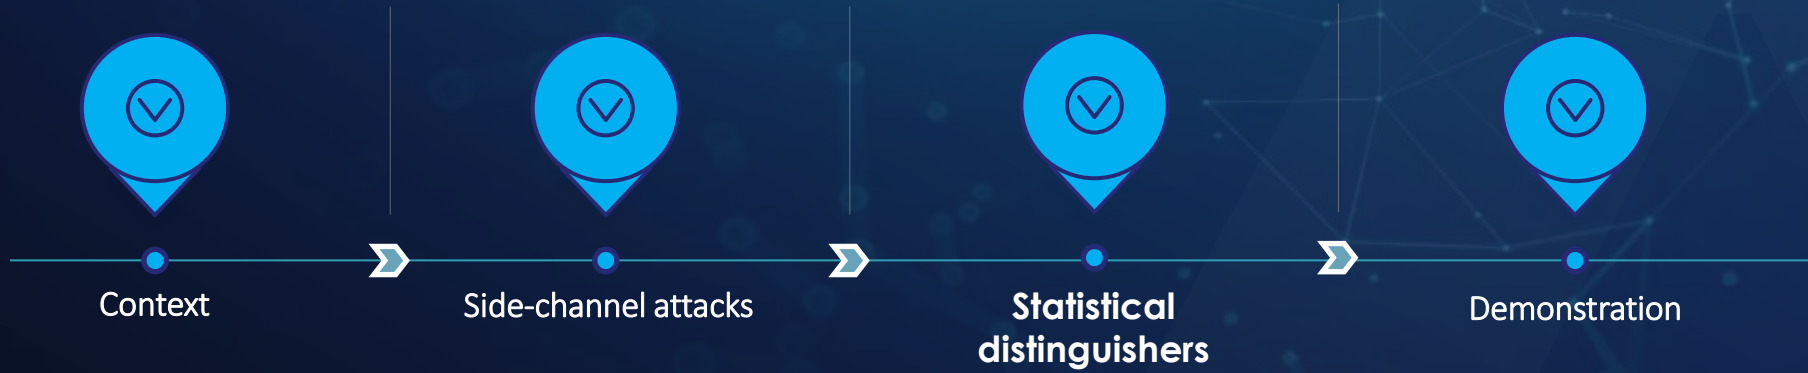 Context
Side-channel attacks
Statistical
distinguishers
Demonstration